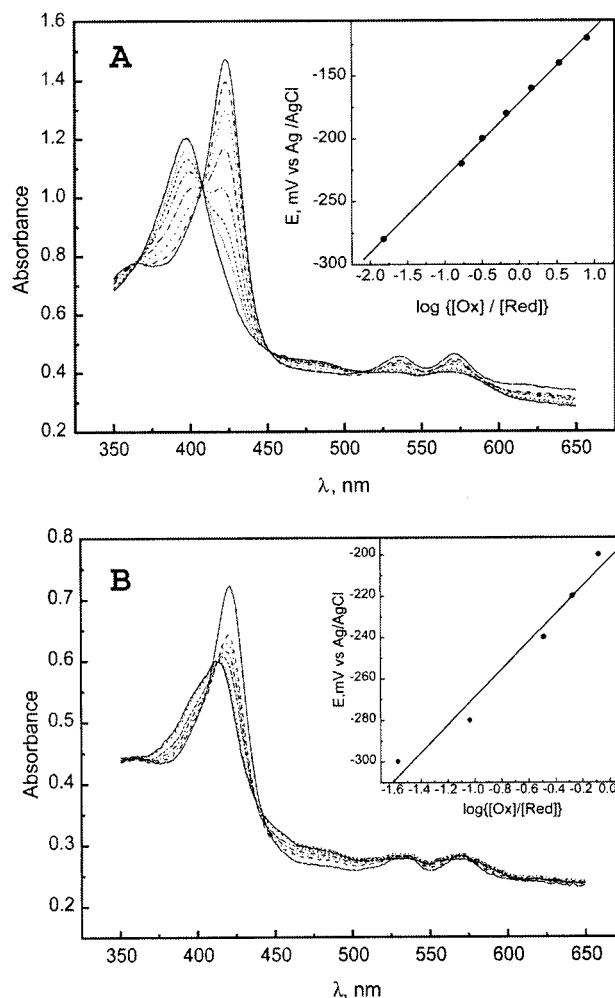 A
1.6
1.4
1.2
1.0
0.8
0.6
0.4
0.2
Absorbance
350 400 450 500 550 600 650
λ, nm
E, mV vs Ag /AgCl
-150
-200
-250
-300
-2.0 -1.5 -1.0 -0.5 0.0 0.5 1.0
log {[Ox] / [Red]}
B
0.8
0.7
0.6
0.5
0.4
0.3
0.2
Absorbance
350 400 450 500 550 600 650
λ, nm
E,mV vs Ag/AgCl
-200
-220
-240
-260
-280
-300
-1.6 -1.4 -1.2 -1.0 -0.8 -0.6 -0.4 -0.2 0.0
log{[Ox]/[Red]}